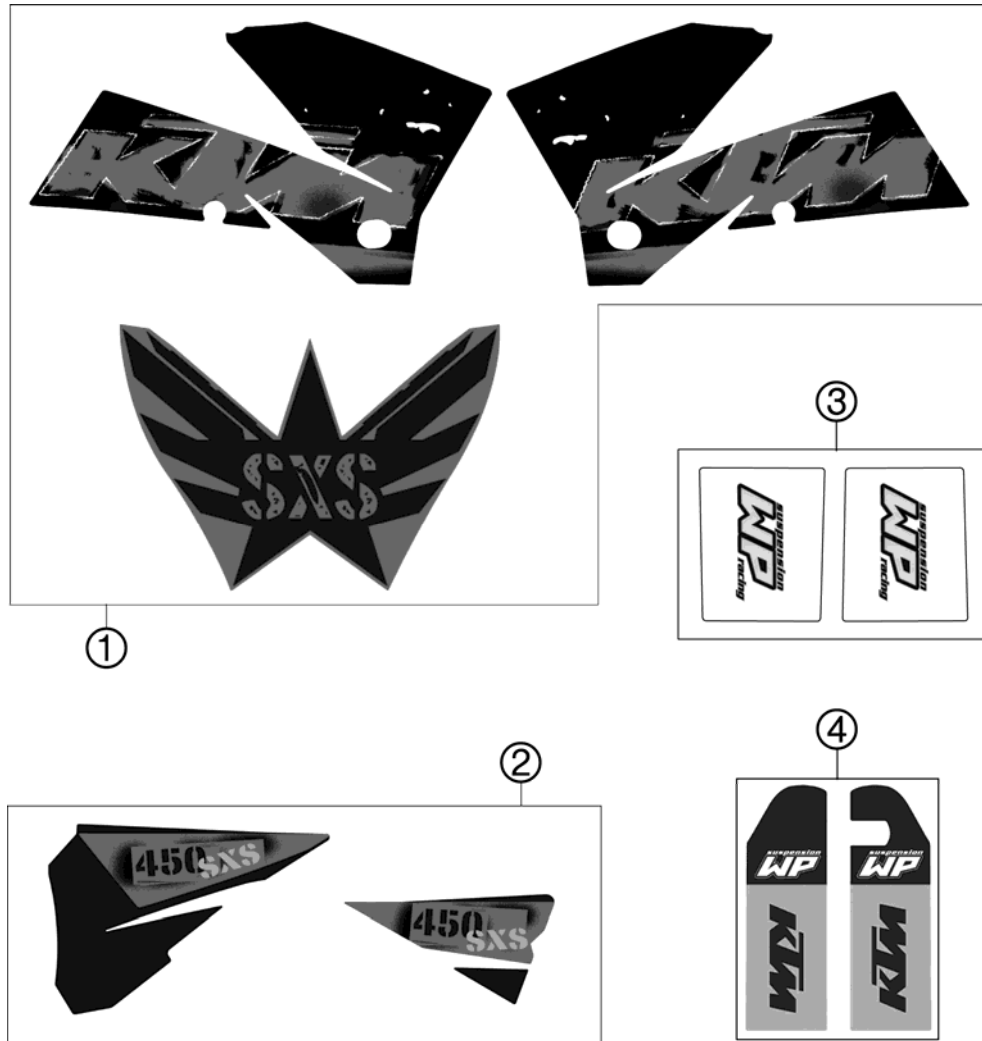 KTM
KTM
SXS
1
3
suspension
WP
racing
suspension
WP
racing
2
450 SXS
450 SXS
4
suspension
WP
suspension
WP
KTM
KTM